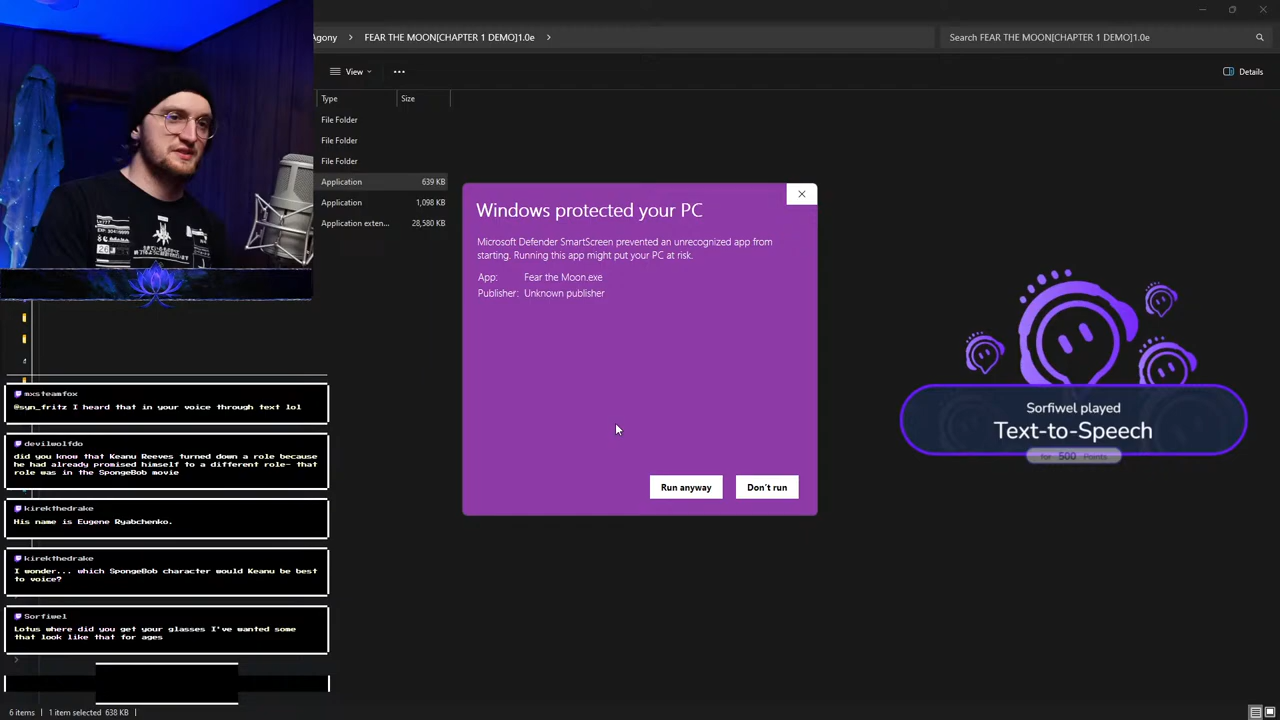 Agony > FEAR THE MOON[CHAPTER 1 DEMO]1.0e >
Search FEAR THE MOON[CHAPTER 1 DEMO]1.0e
View
Details
Type Size
File Folder
File Folder
File Folder
Application 639 KB
Application 1,098 KB
Application exten... 28,580 KB
Windows protected your PC
Microsoft Defender SmartScreen prevented an unrecognized app from
starting. Running this app might put your PC at risk.
App: Fear the Moon.exe
Publisher: Unknown publisher
Run anyway
Don't run
Sorfiwel played
Text-to-Speech
for 500 Points
mxsteamfox
@syn_fritz I heard that in your voice through text lol
devilwolfdo
did you know that Keanu Reeves turned down a role because
he had already promised himself to a different role- that
role was in the SpongeBob movie
kirekthedrake
His name is Eugene Ryabchenko.
kirekthedrake
I wonder... which SpongeBob character would Keanu be best
to voice?
Sorfiwel
Lotus where did you get your glasses I've wanted some
that look like that for ages
6 items
1 item selected 638 KB